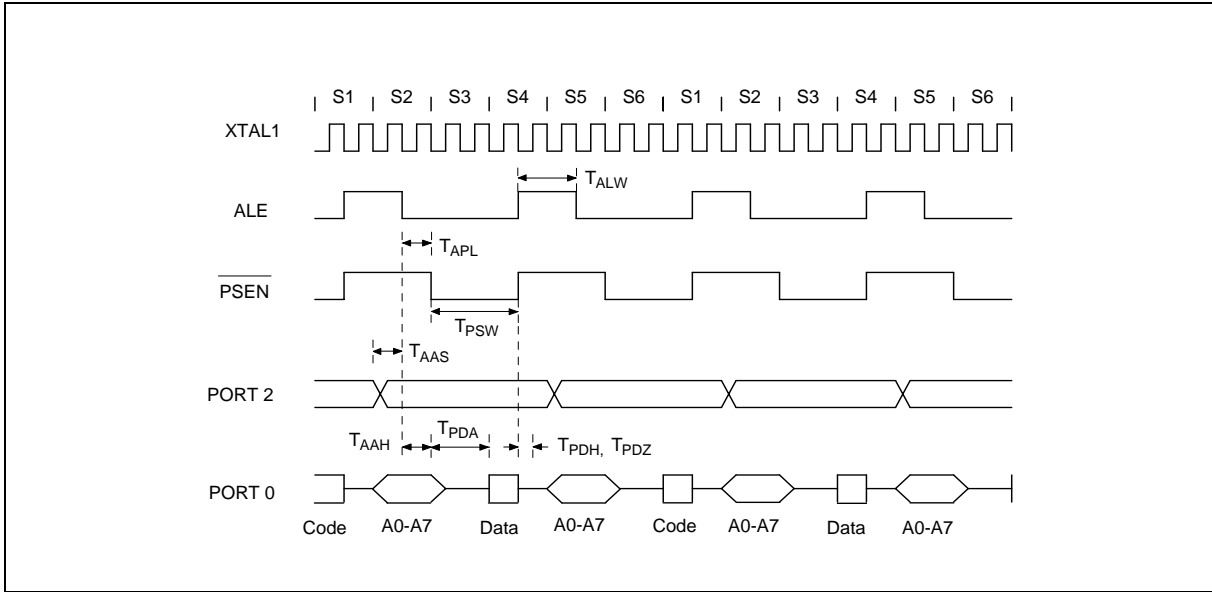 S1 S2 S3 S4 S5 S6 S1 S2 S3 S4 S5 S6
XTAL1
TALW
ALE
TAPL
PSEN
TPSW
TAAS
PORT 2
TAAH TPDA TPDH, TPDZ
PORT 0
Code A0-A7 Data A0-A7 Code A0-A7 Data A0-A7